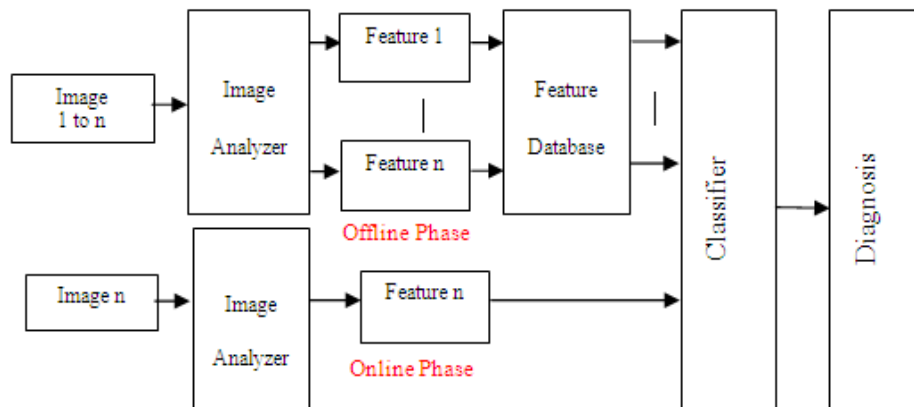 Image
1 to n
Image
Analyzer
Feature 1
Feature n
Feature
Database
Classifier
Diagnosis
Offline Phase
Image n
Image
Analyzer
Feature n
Online Phase